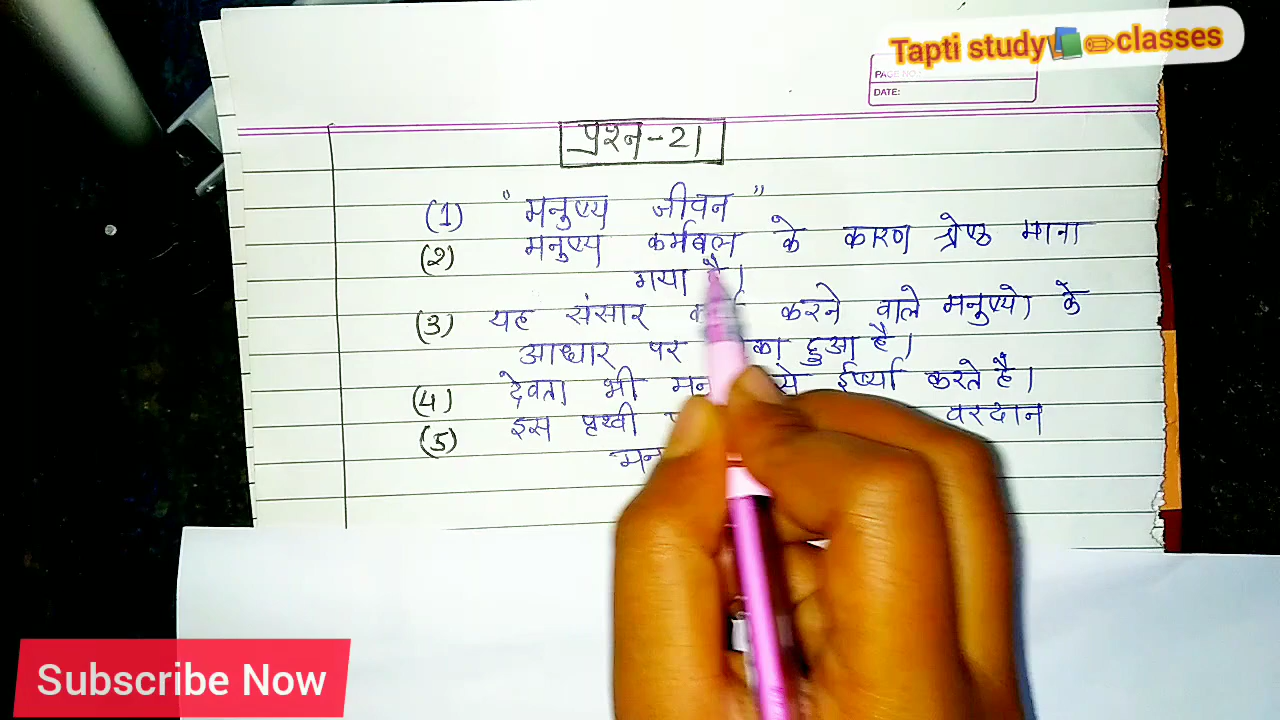 Tapti study classes
PAGE NO.:
DATE:
प्रश्न-21
(1) "मनुष्य जीवन"
(2) मनुष्य कर्मबल के कारण श्रेष्ठ माना
गया है।
(3) यह संसार करने वाले मनुष्यो के
आधार पर हुआ है।
(4) देवता भी से ईर्ष्या करते है।
(5) इस पृथ्वी वरदान
Subscribe Now